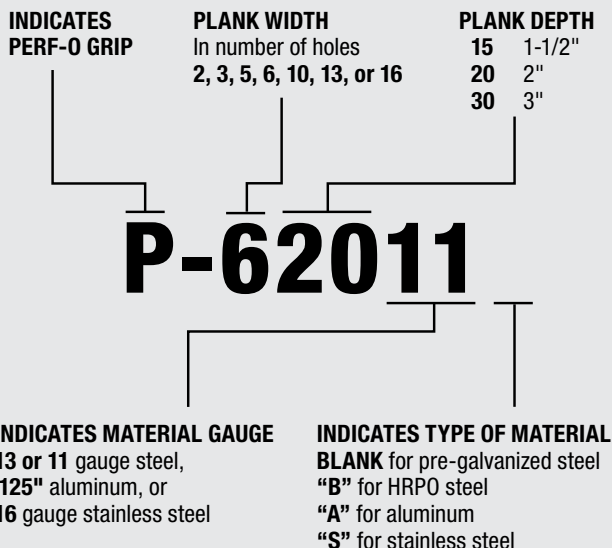 INDICATES
PERF-O GRIP
PLANK WIDTH
In number of holes
2, 3, 5, 6, 10, 13, or 16
PLANK DEPTH
15 1-1/2"
20 2"
30 3"
P-62011
INDICATES MATERIAL GAUGE
13 or 11 gauge steel,
125" aluminum, or
16 gauge stainless steel
INDICATES TYPE OF MATERIAL
BLANK for pre-galvanized steel
“B” for HRPO steel
“A” for aluminum
“S” for stainless steel